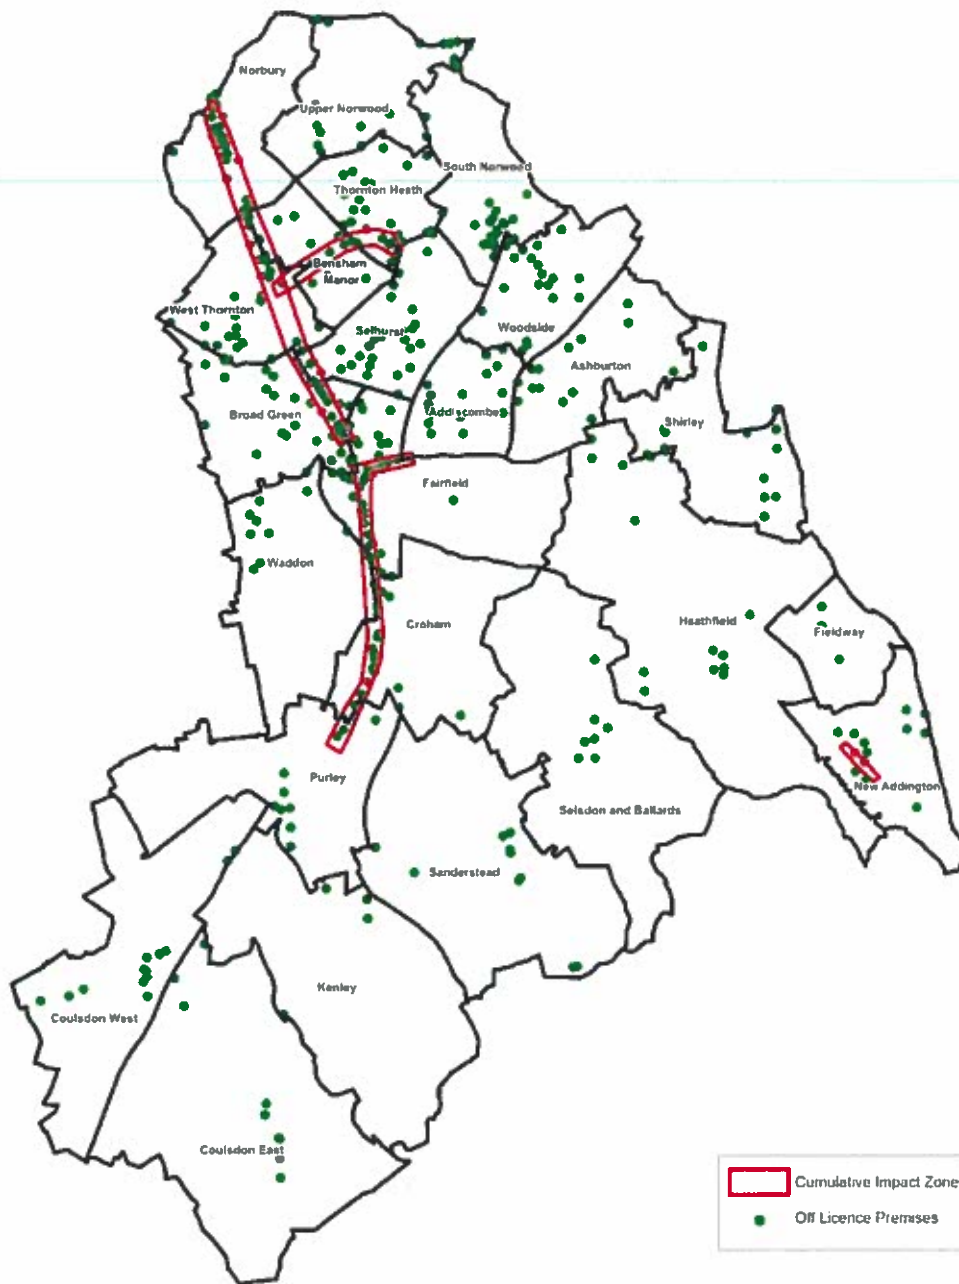 Norbury
Upper Norwood
South Norwood
Thornton Heath
Bensham
Manor
West Thornton
Selhurst
Woodside
Ashburton
Broad Green
Addiscombe
Shirley
Fairfield
Waddon
Croham
Heathfield
Fieldway
Purley
New Addington
Selsdon and Ballards
Sanderstead
Kenley
Coulsdon West
Coulsdon East
Cumulative Impact Zone
Off Licence Premises